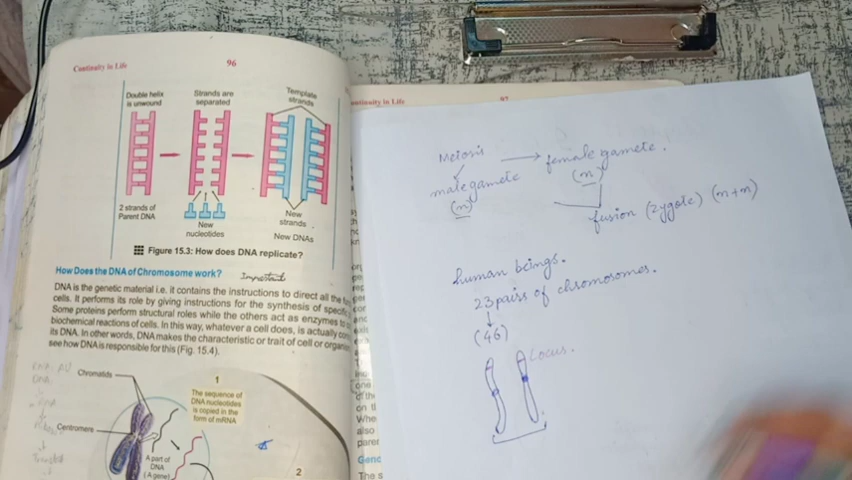 Continuity in Life
96
Double helix
is unwound
Strands are
separated
Template
strands
2 strands of
Parent DNA
New
nucleotides
New
strands
New DNAs
Figure 15.3: How does DNA replicate?
How Does the DNA of Chromosome work?
Important
DNA is the genetic material i.e. it contains the instructions to direct all the
cells. It performs its role by giving instructions for the synthesis of specific
Some proteins perform structural roles while the others act as enzymes to
biochemical reactions of cells. In this way, whatever a cell does, is actually
its DNA. In other words, DNA makes the characteristic or trait of cell or
see how DNA is responsible for this (Fig. 15.4).
Chromatids
Centromers
1
The sequence of
DNA nucleotides
is copied in the
form of mRNA
A part of
DNA
(A gene)
2
Continuity in Life
97
Meiosis
male gamete
(n)
female gamete.
(n)
fusion (zygote) (n+n)
human beings.
23 pairs of chromosomes.
(46)
Locus.